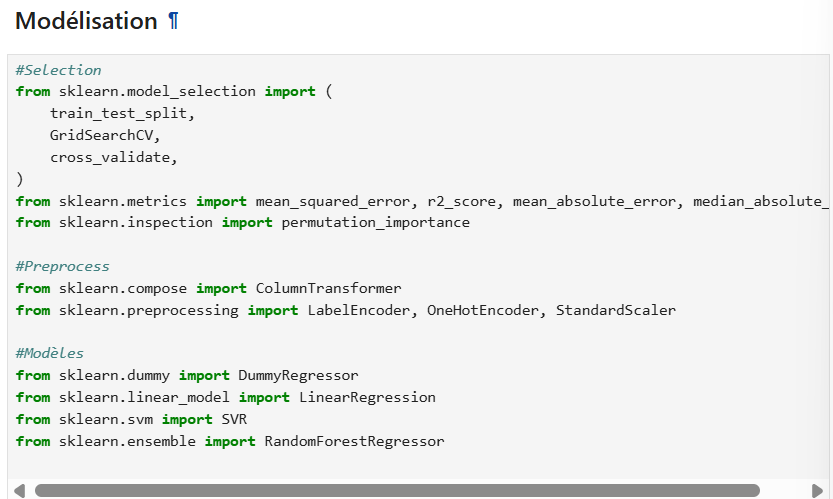 Modélisation ¶
#Selection
from sklearn.model_selection import (
    train_test_split,
    GridSearchCV,
    cross_validate,
)
from sklearn.metrics import mean_squared_error, r2_score, mean_absolute_error, median_absolute_
from sklearn.inspection import permutation_importance
#Preprocess
from sklearn.compose import ColumnTransformer
from sklearn.preprocessing import LabelEncoder, OneHotEncoder, StandardScaler
#Modèles
from sklearn.dummy import DummyRegressor
from sklearn.linear_model import LinearRegression
from sklearn.svm import SVR
from sklearn.ensemble import RandomForestRegressor